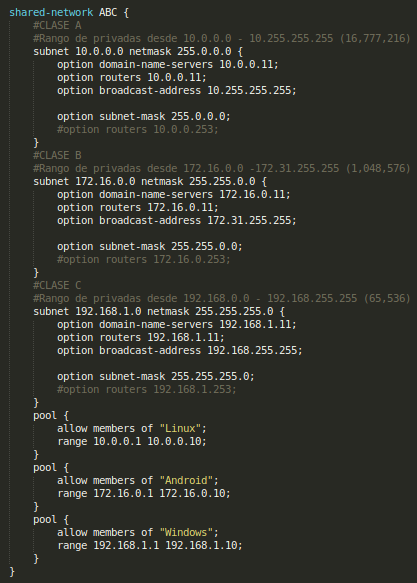 shared-network ABC {
#CLASE A
#Rango de privadas desde 10.0.0.0 - 10.255.255.255 (16,777,216)
subnet 10.0.0.0 netmask 255.0.0.0 {
option domain-name-servers 10.0.0.11;
option routers 10.0.0.11;
option broadcast-address 10.255.255.255;
option subnet-mask 255.0.0.0;
#option routers 10.0.0.253;
}
#CLASE B
#Rango de privadas desde 172.16.0.0 -172.31.255.255 (1,048,576)
subnet 172.16.0.0 netmask 255.255.0.0 {
option domain-name-servers 172.16.0.11;
option routers 172.16.0.11;
option broadcast-address 172.31.255.255;
option subnet-mask 255.255.0.0;
#option routers 172.16.0.253;
}
#CLASE C
#Rango de privadas desde 192.168.0.0 - 192.168.255.255 (65,536)
subnet 192.168.1.0 netmask 255.255.255.0 {
option domain-name-servers 192.168.1.11;
option routers 192.168.1.11;
option broadcast-address 192.168.255.255;
option subnet-mask 255.255.255.0;
#option routers 192.168.1.253;
}
pool {
allow members of "Linux";
range 10.0.0.1 10.0.0.10;
}
pool {
allow members of "Android";
range 172.16.0.1 172.16.0.10;
}
pool {
allow members of "Windows";
range 192.168.1.1 192.168.1.10;
}
}